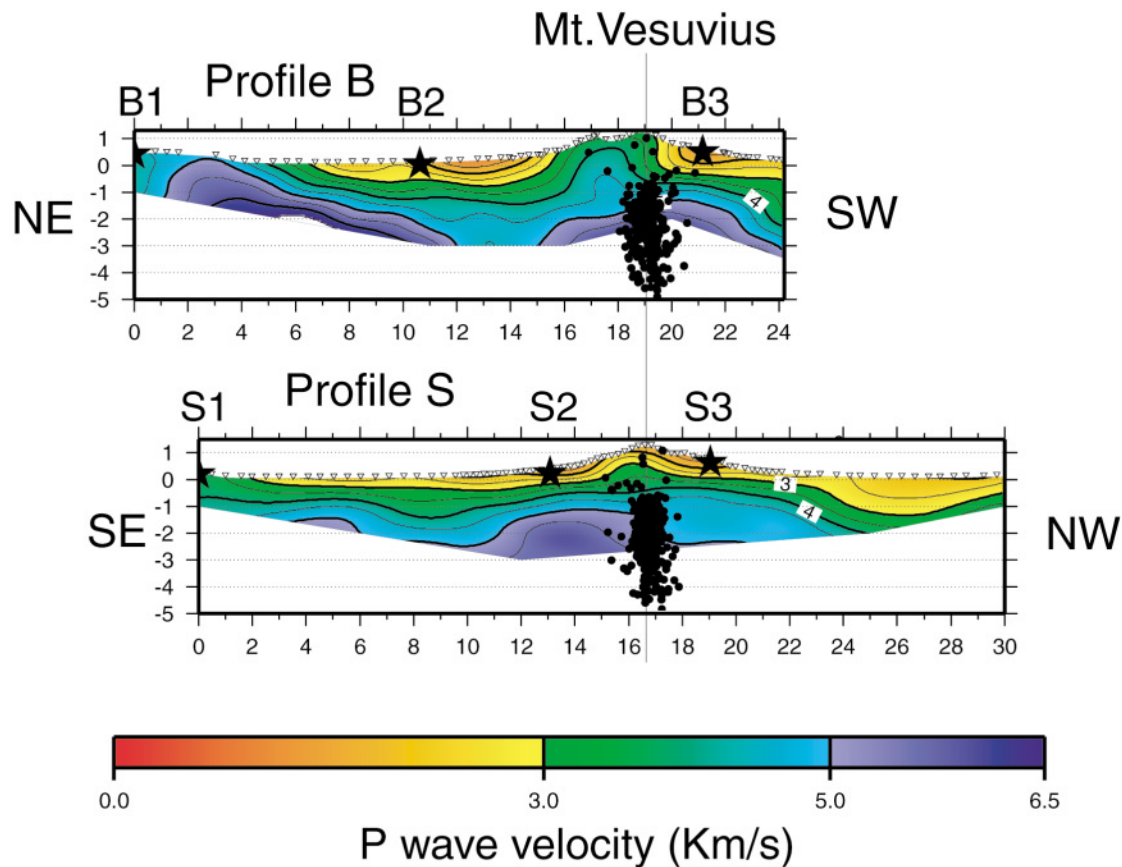 Mt.Vesuvius
Profile B
B1 B2 B3
1
0
-1
-2
-3
-4
-5
NE
SW
4
0 2 4 6 8 10 12 14 16 18 20 22 24
Profile S
S1 S2 S3
1
0
-1
-2
-3
-4
-5
SE
NW
3
4
0 2 4 6 8 10 12 14 16 18 20 22 24 26 28 30
0.0 3.0 5.0 6.5
P wave velocity (Km/s)